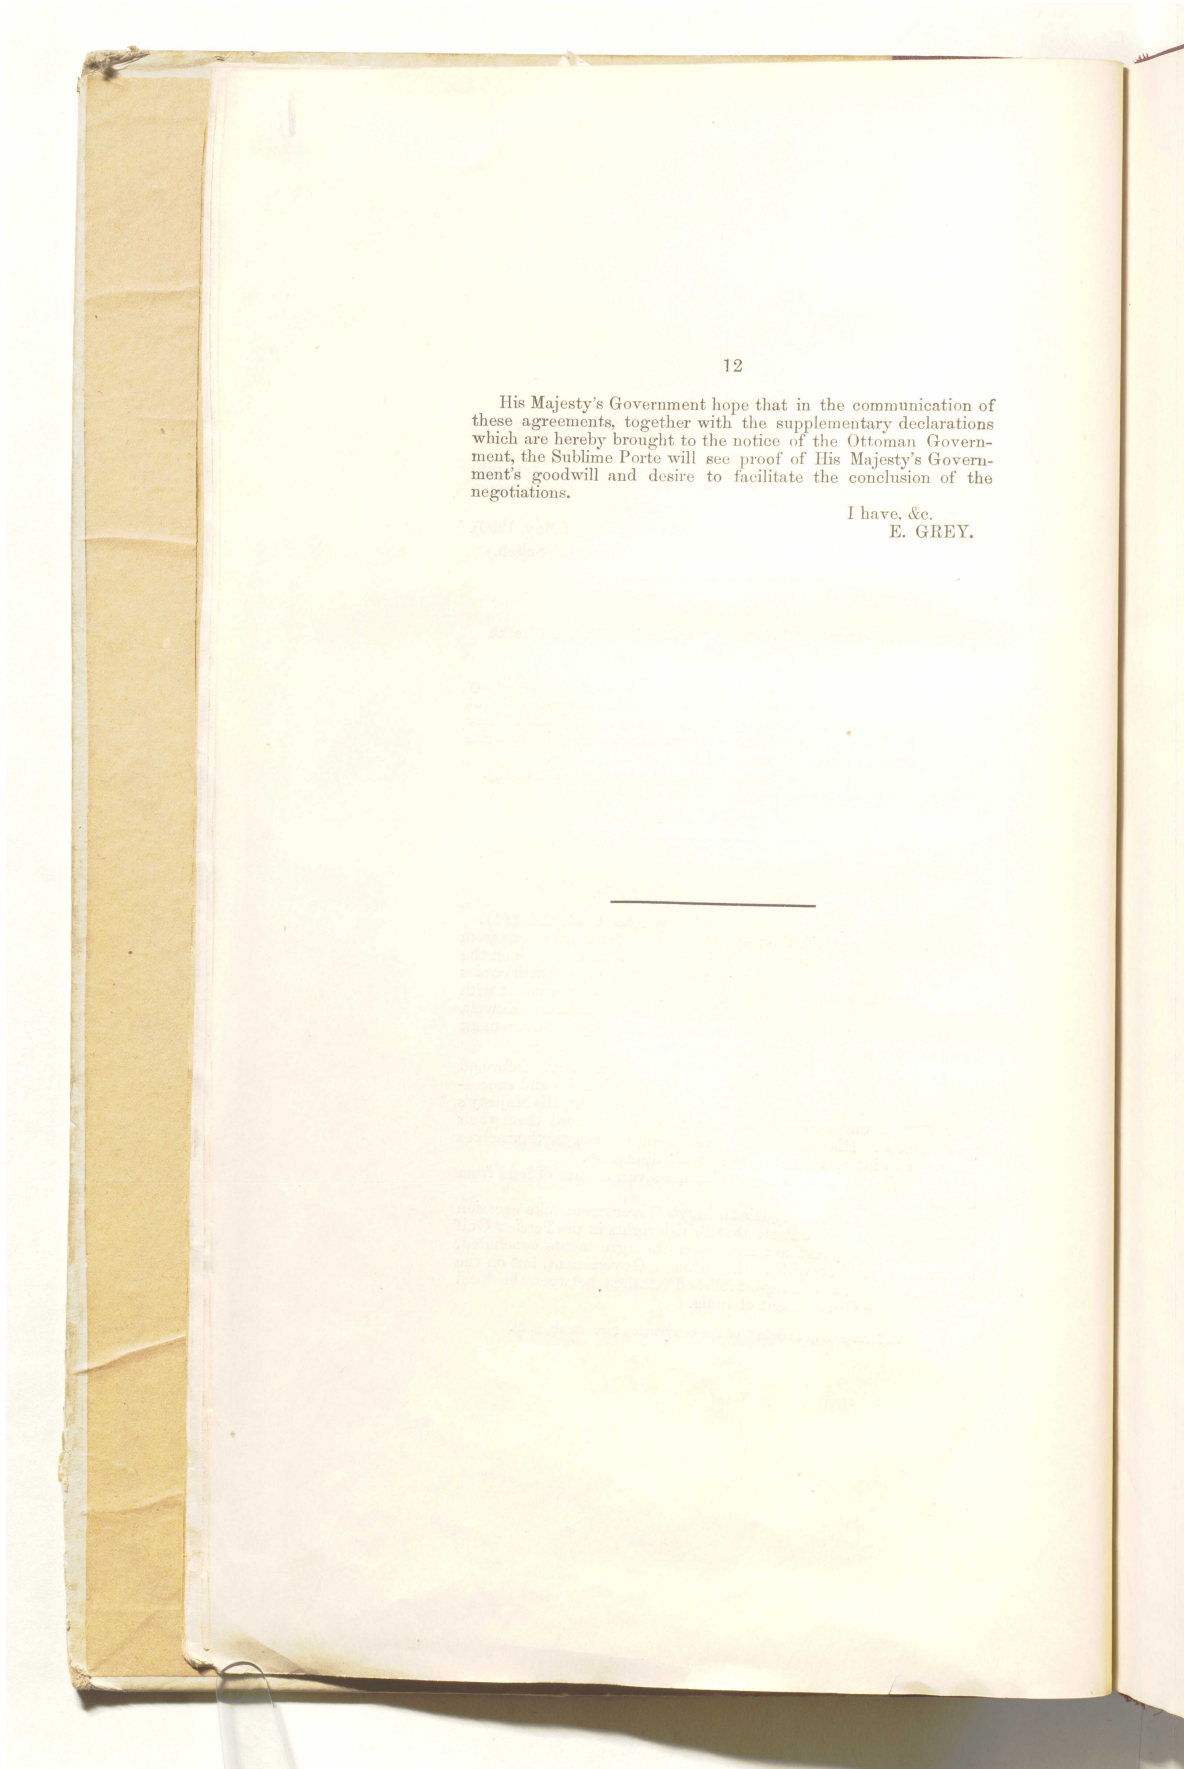 12
His Majesty's Government hope that in the communication of
these agreements, together with the supplementary declarations
which are hereby brought to the notice of the Ottoman Govern-
ment, the Sublime Porte will see proof of His Majesty's Govern-
ment's goodwill and desire to facilitate the conclusion of the
negotiations.
I have, &c.
E. GREY.